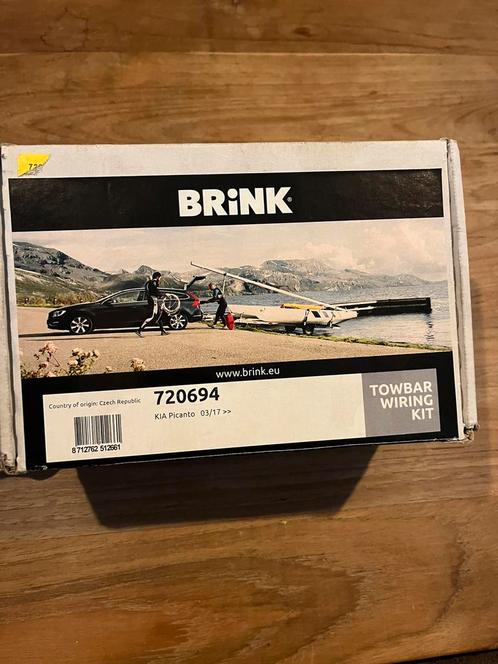 BRiNK®
www.brink.eu
Country of origin: Czech Republic
720694
KIA Picanto 03/17 >>
8 712762 512661
TOWBAR
WIRING
KIT